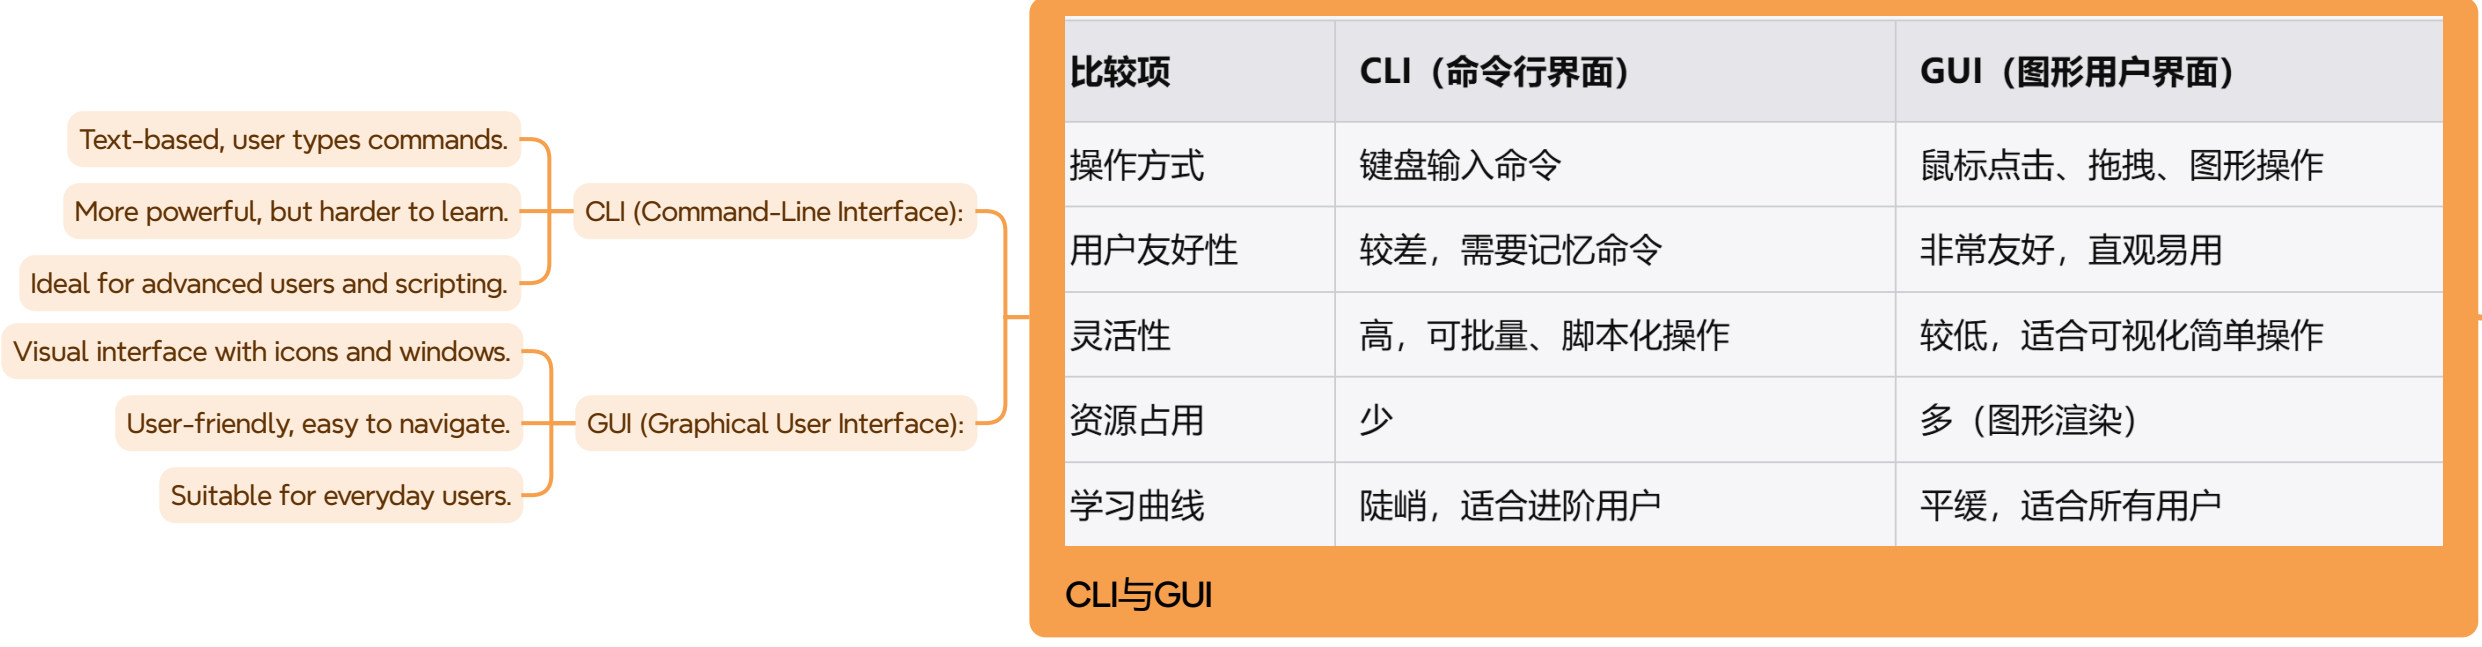 Text-based, user types commands.
More powerful, but harder to learn.
Ideal for advanced users and scripting.
CLI (Command-Line Interface):
Visual interface with icons and windows.
User-friendly, easy to navigate.
Suitable for everyday users.
GUI (Graphical User Interface):
比较项 CLI（命令行界面） GUI（图形用户界面）
操作方式 键盘输入命令 鼠标点击、拖拽、图形操作
用户友好性 较差，需要记忆命令 非常友好，直观易用
灵活性 高，可批量、脚本化操作 较低，适合可视化简单操作
资源占用 少 多（图形渲染）
学习曲线 陡峭，适合进阶用户 平缓，适合所有用户
CLI与GUI